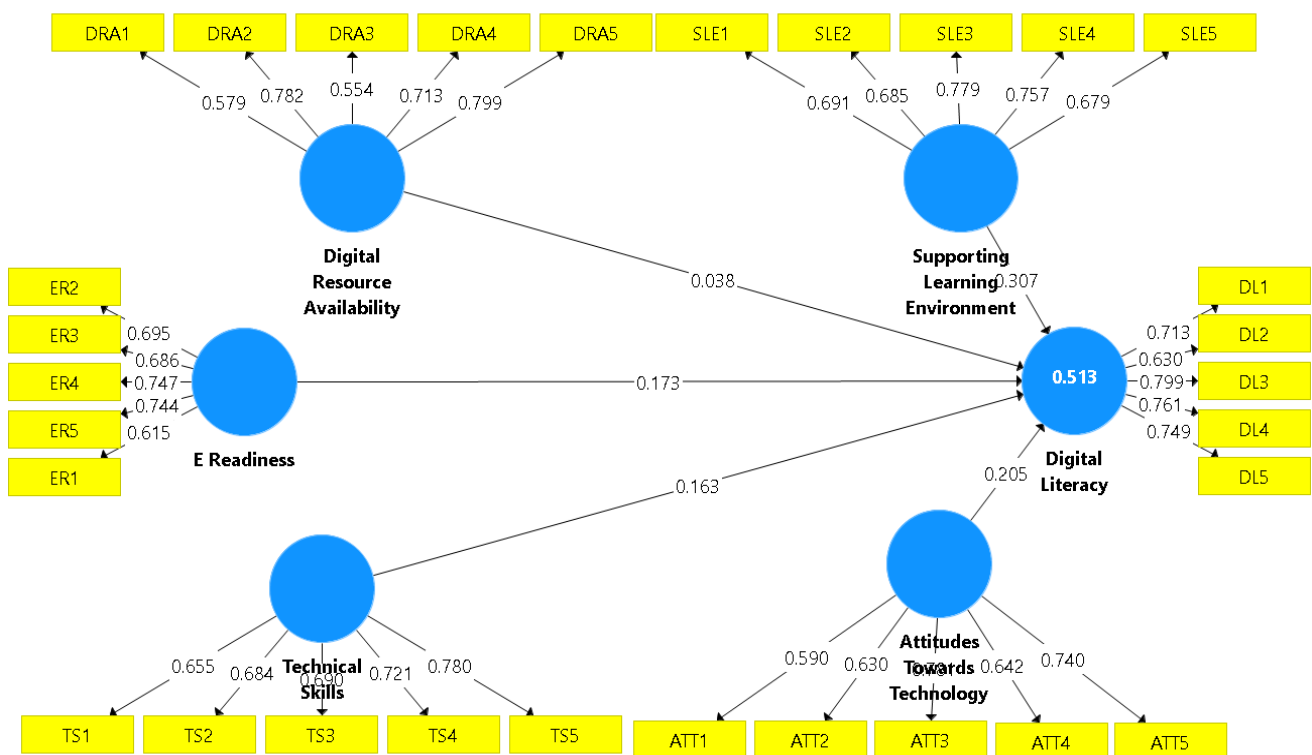 DRA1 DRA2 DRA3 DRA4 DRA5 SLE1 SLE2 SLE3 SLE4 SLE5
0.579 0.782 0.554 0.713 0.799 0.691 0.685 0.779 0.757 0.679
Digital
Resource
Availability
Supporting
Learning
Environment
0.038
0.307
ER2
ER3
ER4
ER5
ER1
0.695
0.686
0.747
0.744
0.615
E Readiness
0.173
0.513
Digital
Literacy
0.713
0.630
0.799
0.761
0.749
DL1
DL2
DL3
DL4
DL5
0.163
0.205
Technical
Skills
Attitudes
Towards
Technology
0.655 0.684 0.690 0.721 0.780 0.590 0.630 0.642 0.740
TS1 TS2 TS3 TS4 TS5 ATT1 ATT2 ATT3 ATT4 ATT5